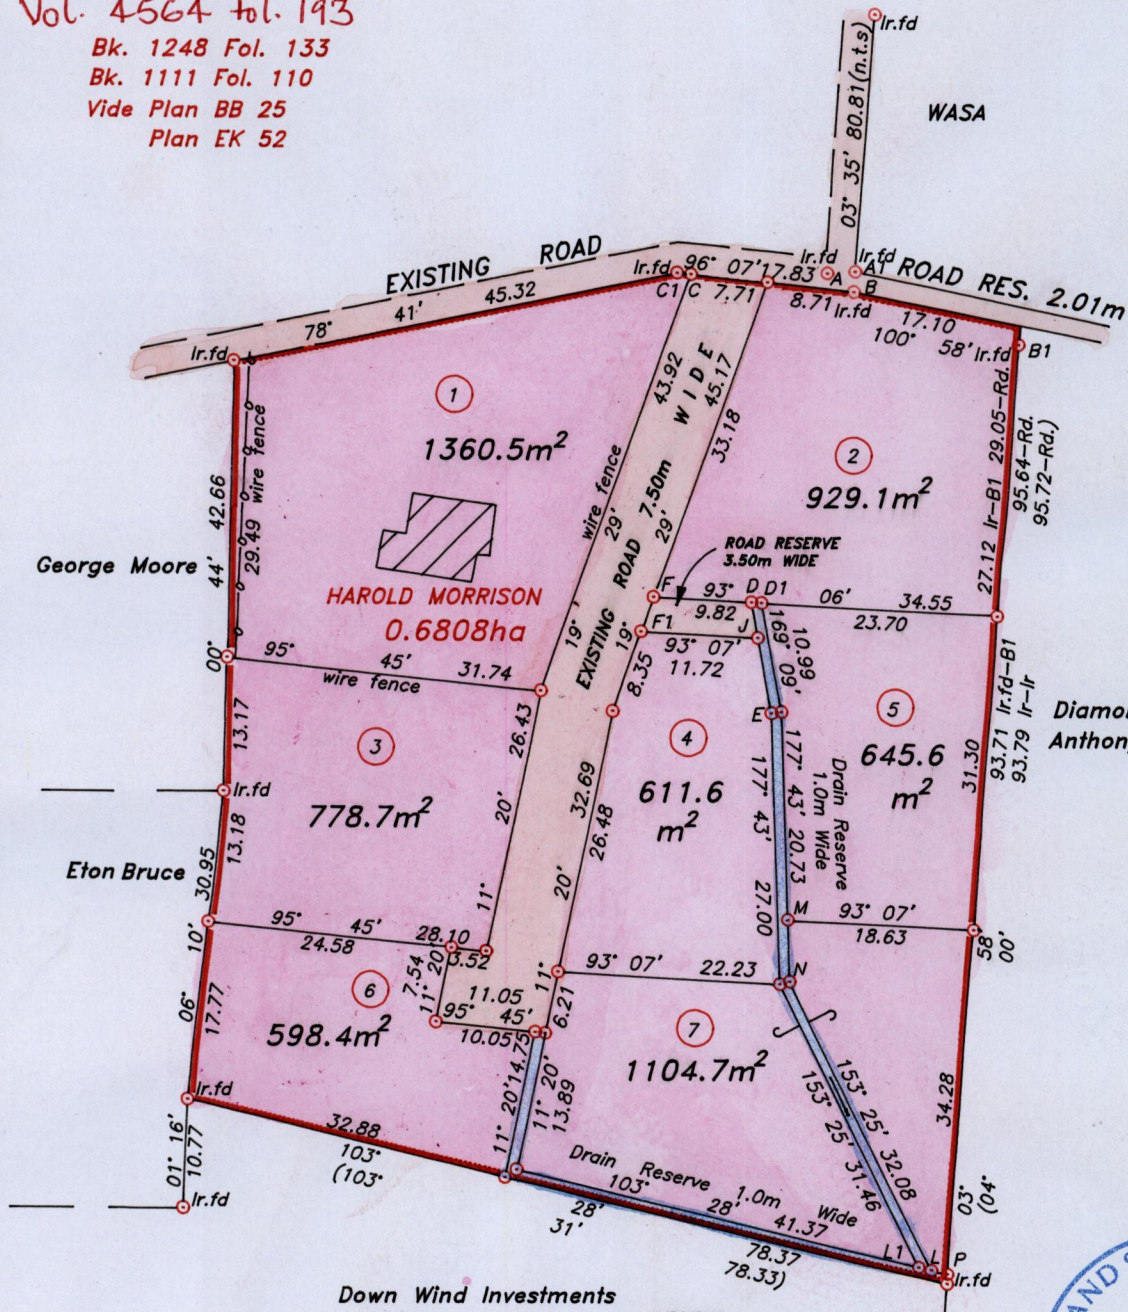 Vol. 4564 fol. 193
Bk. 1248 Fol. 133
Bk. 1111 Fol. 110
Vide Plan BB 25
Plan EK 52
Ir.fd
03° 35' 80.81(n.t.s)
WASA
EXISTING ROAD
78° 41' 45.32
Ir.fd
Ir.fd
C1
C
96° 07' 17.83
7.71
Ir.fd
A
Ir.fd
A1
B
ROAD RES. 2.01m
8.71
Ir.fd
17.10
100° 58'
Ir.fd
B1
1
1360.5m²
wire fence
42.66
29.49
44'
00°
George Moore
HAROLD MORRISON
0.6808ha
43.92
wire fence
29'
19°
EXISTING ROAD 7.50m WIDE
45.17
33.18
29'
19°
2
929.1m²
27.12 Ir-B1 29.05-Rd.
95.64-Rd.
95.72-Rd.)
ROAD RESERVE
3.50m WIDE
F
93°
D
D1
06' 34.55
9.82
23.70
F1
J
93° 07'
11.72
8.35
169° 09'
10.99
95° 45' 31.74
wire fence
26.43
20'
11°
13.17
Ir.fd
3
778.7m²
13.18
30.95
10'
06°
Eton Bruce
E
4
611.6
m²
32.69
26.48
20'
11°
177° 43'
27.00
177° 43' 20.73
Drain Reserve
1.0m Wide
5
645.6
m²
31.30
93.71 Ir.fd-B1
93.79 Ir-Ir
Diamo
Anthon
95° 45' 28.10
24.58
3.52
7.54
11° 20'
M
93° 07'
18.63
58'
00'
93° 07' 22.23
N
6
598.4m²
17.77
11.05
95° 45'
10.05
6.21
7
1104.7m²
14.75
11° 20'
11° 20'
13.89
153° 25' 32.08
153° 25' 31.46
34.28
03°
(04°
Ir.fd
01° 16'
10.77
Ir.fd
32.88
103°
(103°
Drain Reserve 1.0m Wide
103° 28' 41.37
28'
31'
78.37
78.33)
L1
L
P
Ir.fd
Down Wind Investments
AND S